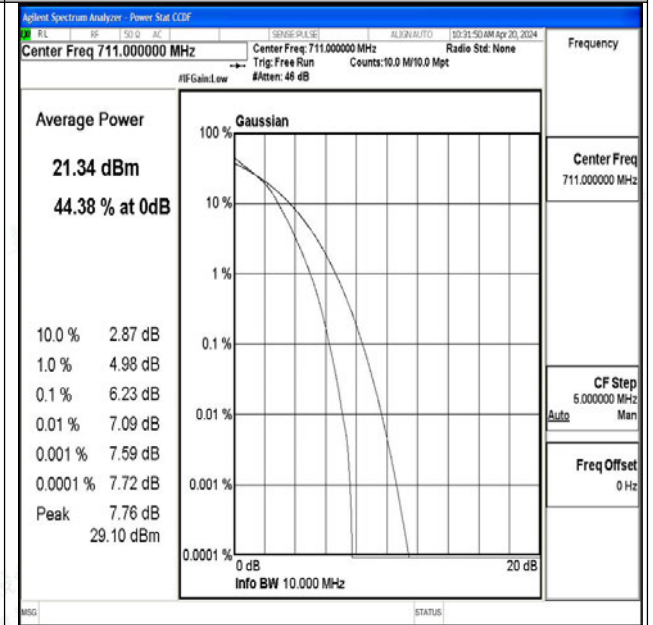 Agilent Spectrum Analyzer - Power Stat CCDF
RL RF 50 Ω AC SENSE:PULSE ALIGN AUTO 10:31:50 AM Apr 20, 2024
Center Freq 711.000000 MHz
Center Freq: 711.000000 MHz Radio Std: None
Trig: Free Run Counts:10.0 M/10.0 Mpt
#IFGain:Low #Atten: 46 dB
Average Power
21.34 dBm
44.38 % at 0dB
10.0 % 2.87 dB
1.0 % 4.98 dB
0.1 % 6.23 dB
0.01 % 7.09 dB
0.001 % 7.59 dB
0.0001 % 7.72 dB
Peak 7.76 dB
29.10 dBm
Gaussian
100 %
10 %
1 %
0.1 %
0.01 %
0.001 %
0.0001 %
0 dB 20 dB
Info BW 10.000 MHz
Frequency
Center Freq
711.000000 MHz
CF Step
5.000000 MHz
Auto Man
Freq Offset
0 Hz
MSG STATUS